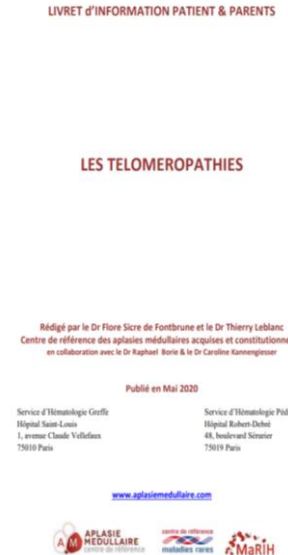 LIVRET d'INFORMATION PATIENT & PARENTS
LES TELOMEROPATHIES
Rédigé par le Dr Flore Sicre de Fontbrune et le Dr Thierry Leblanc
Centre de référence des aplasies médullaires acquises et constitutionne
en collaboration avec le Dr Raphael Borie & le Dr Caroline Kannengiesser
Publié en Mai 2020
Service d'Hématologie Greffe
Hôpital Saint-Louis
1, avenue Claude Vellefaux
75010 Paris
Service d'Hématologie Péd
Hôpital Robert-Debré
48, boulevard Sérurier
75019 Paris
www.aplasiemedullaire.com
AM APLASIE
MEDULLAIRE
centre de référence
centre de référence
maladies rares
MaRIH